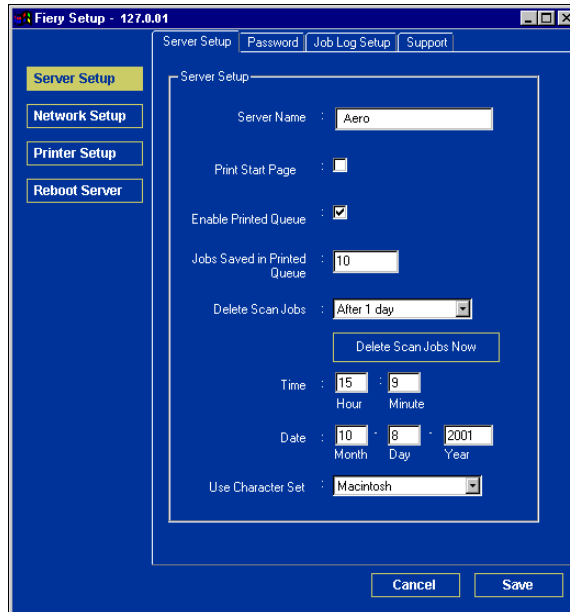 Fiery Setup - 127.0.01
Server Setup Password Job Log Setup Support
Server Setup
Network Setup
Printer Setup
Reboot Server
Server Setup
Server Name : Aero
Print Start Page :
Enable Printed Queue :
Jobs Saved in Printed Queue : 10
Delete Scan Jobs : After 1 day
Delete Scan Jobs Now
Time : 15 : 9
Hour Minute
Date : 10 - 8 - 2001
Month Day Year
Use Character Set : Macintosh
Cancel Save